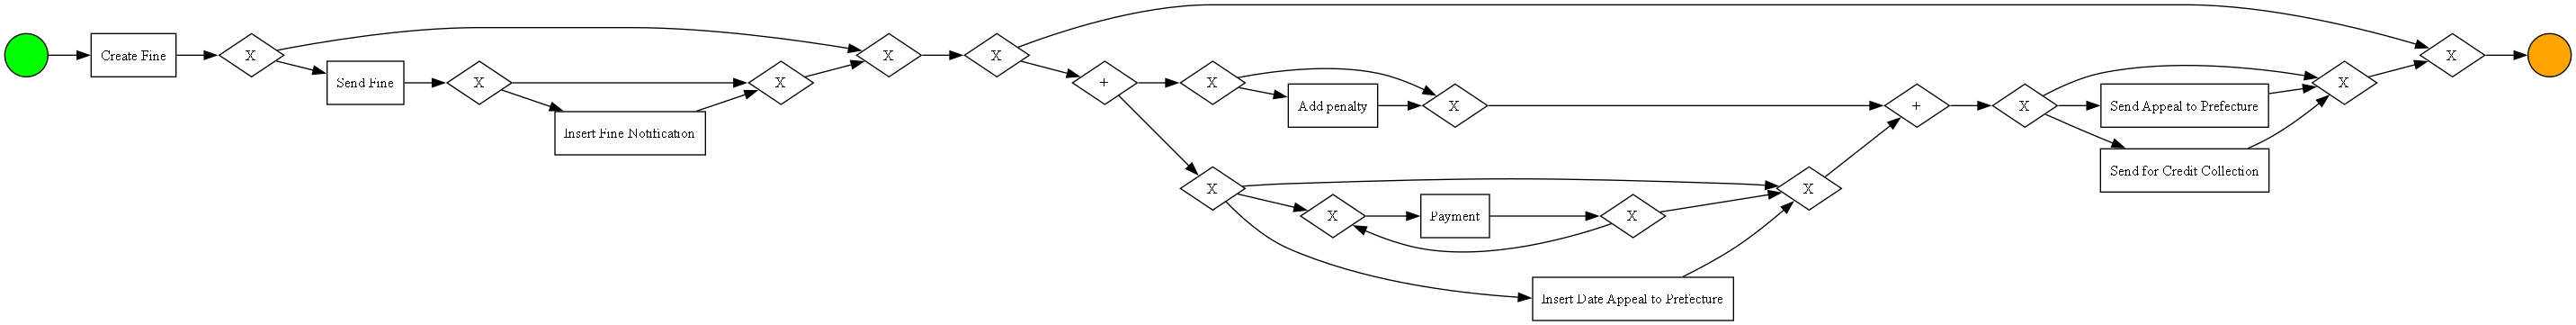 Create Fine
X
Send Fine
X
Insert Fine Notification
X
X
X
+
X
Add penalty
X
X
X
Payment
X
Insert Date Appeal to Prefecture
X
+
X
Send Appeal to Prefecture
Send for Credit Collection
X
X